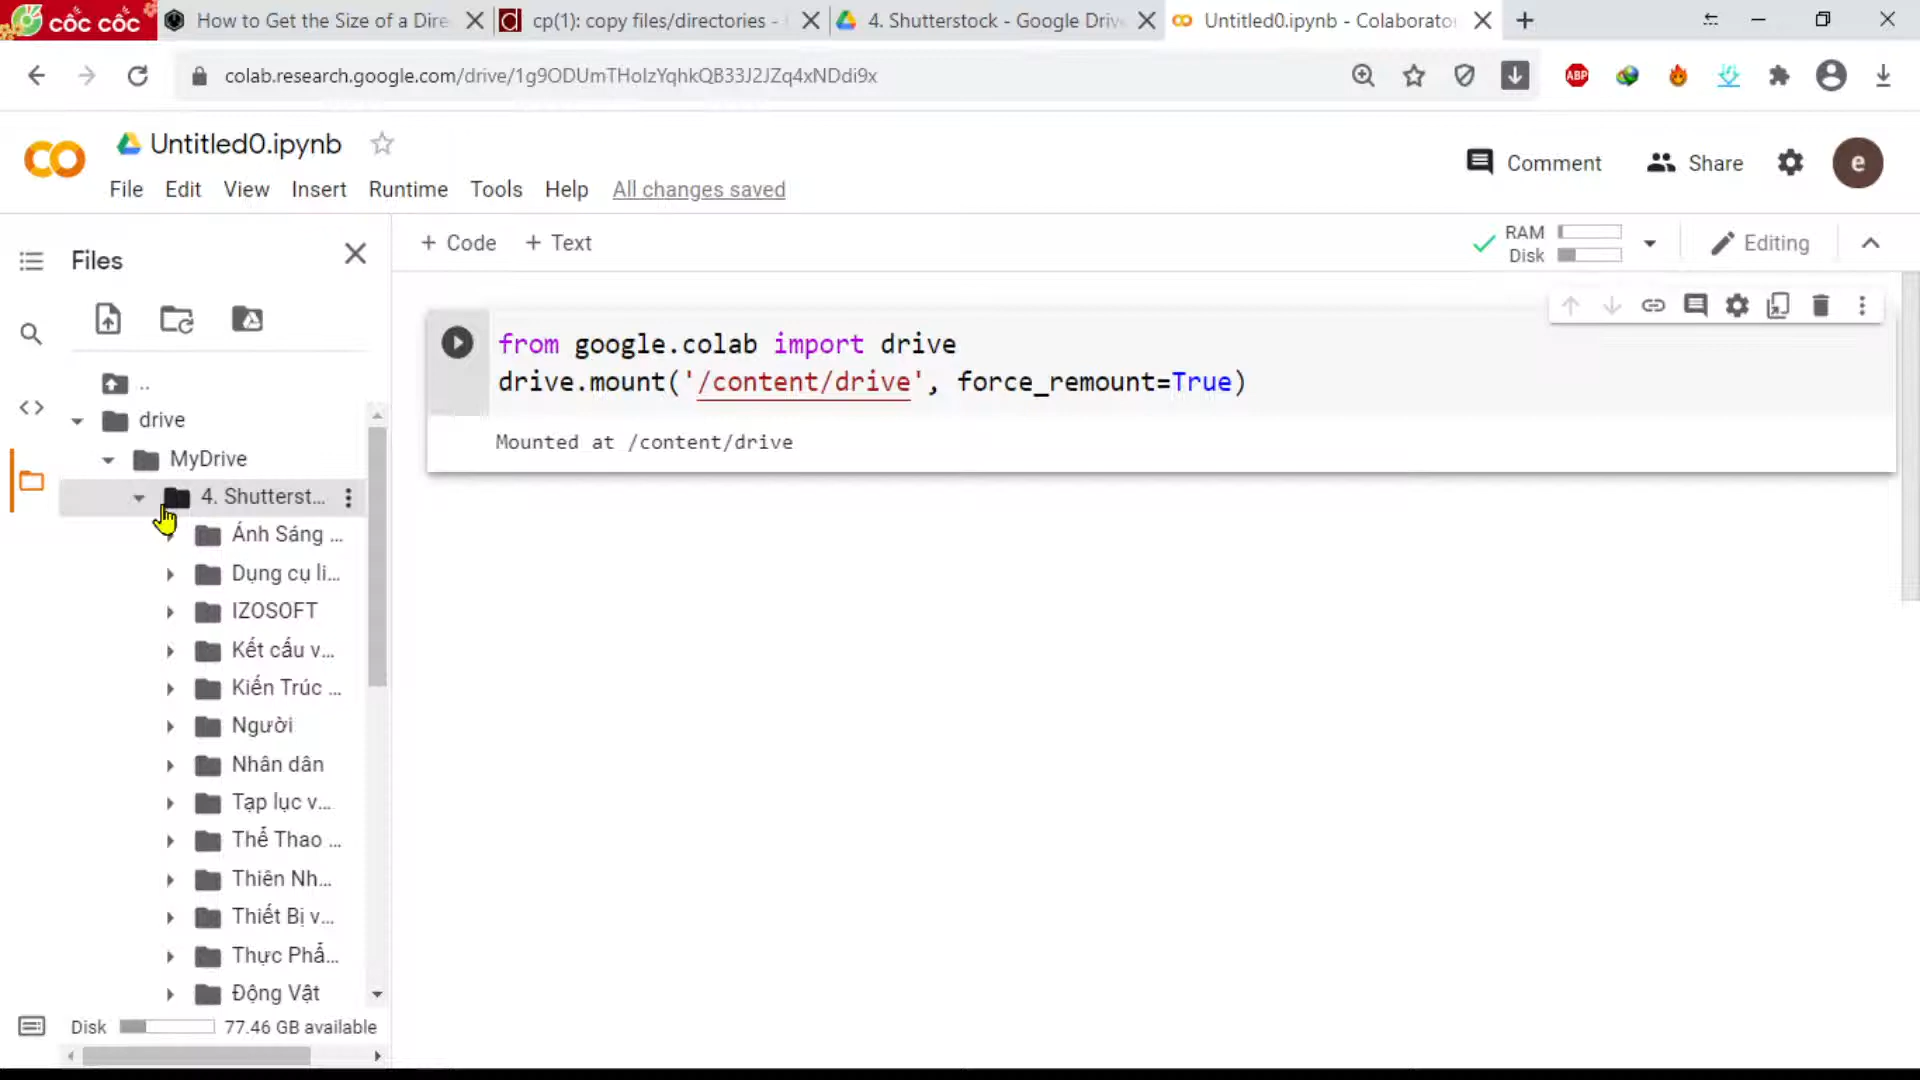 cốc cốc
How to Get the Size of a Dire
cp(1): copy files/directories -
4. Shutterstock - Google Driv
Untitled0.ipynb - Colaborato
colab.research.google.com/drive/1g9ODUmTHoIzYqhkQB33J2JZq4xNDdi9x
ABP
Untitled0.ipynb
Comment
Share
e
File
Edit
View
Insert
Runtime
Tools
Help
All changes saved
Files
+ Code
+ Text
RAM
Disk
Editing
..
drive
MyDrive
4. Shutterst...
Ánh Sáng ...
Dụng cụ li...
IZOSOFT
Kết cấu v...
Kiến Trúc ...
Người
Nhân dân
Tạp lục v...
Thể Thao ...
Thiên Nh...
Thiết Bị v...
Thực Phẩ...
Động Vật
Disk
77.46 GB available
from google.colab import drive
drive.mount('/content/drive', force_remount=True)
Mounted at /content/drive